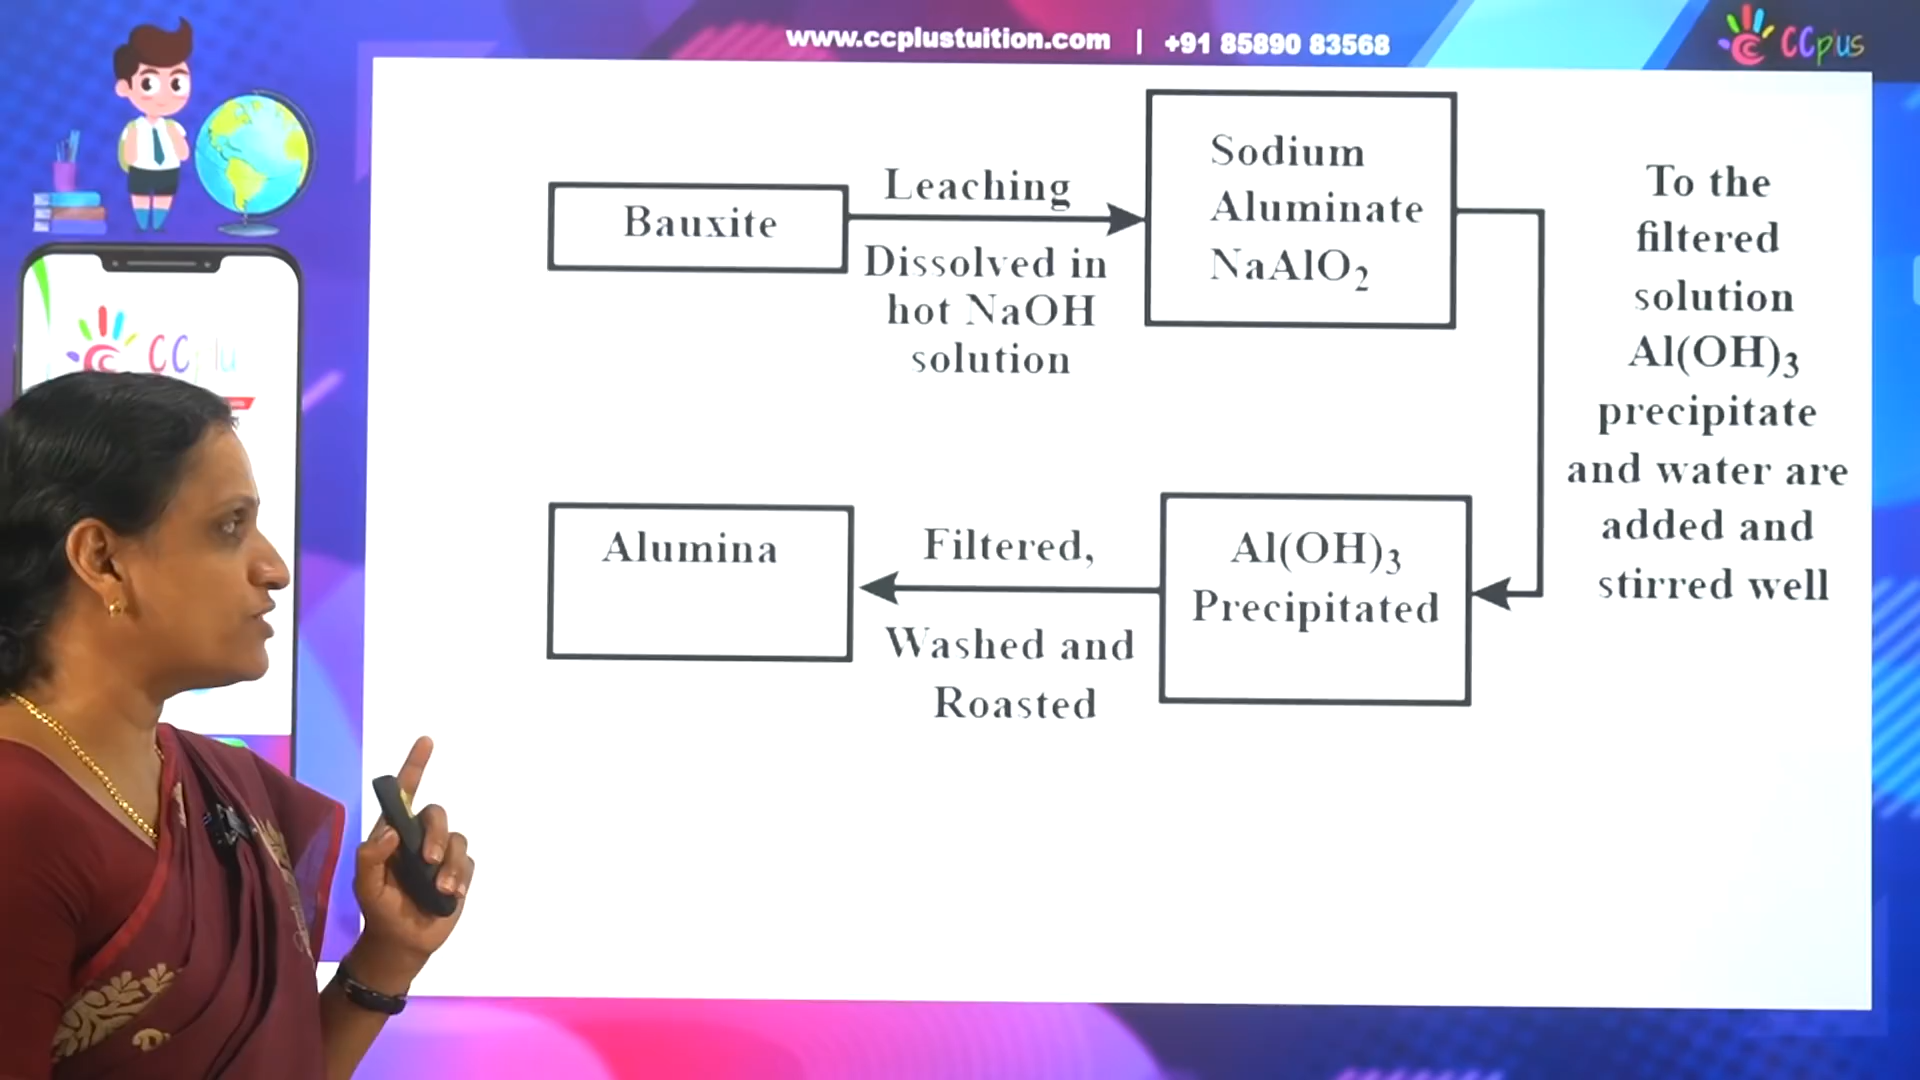 www.ccplustuition.com | +91 85890 83568
CCplus
Bauxite
Leaching
Dissolved in
hot NaOH
solution
Sodium
Aluminate
NaAlO₂
To the
filtered
solution
Al(OH)₃
precipitate
and water are
added and
stirred well
Al(OH)₃
Precipitated
Filtered,
Washed and
Roasted
Alumina
CCplu